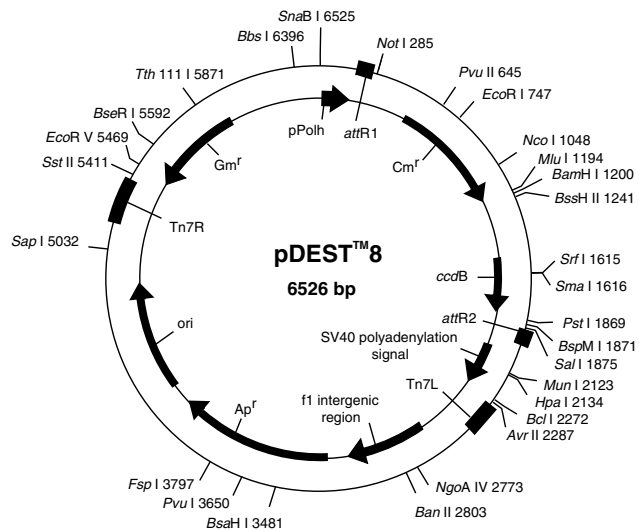 SnaB I 6525
Bbs I 6396
Tth 111 I 5871
BseR I 5592
EcoR V 5469
Sst II 5411
Sap I 5032
Not I 285
Pvu II 645
EcoR I 747
Nco I 1048
Mlu I 1194
BamH I 1200
BssH II 1241
Srf I 1615
Sma I 1616
Pst I 1869
BspM I 1871
Sal I 1875
Mun I 2123
Hpa I 2134
Bcl I 2272
Avr II 2287
NgoA IV 2773
Ban II 2803
BsaH I 3481
Pvu I 3650
Fsp I 3797
pPolh
attR1
Gmʳ
Cmʳ
Tn7R
pDEST™8
6526 bp
ccdB
attR2
SV40 polyadenylation
signal
Tn7L
f1 intergenic
region
Apʳ
ori